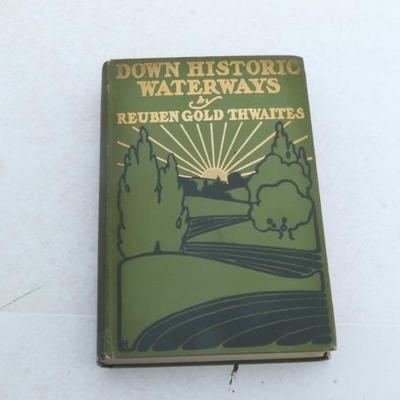 DOWN HISTORIC
WATERWAYS
by
REUBEN GOLD THWAITES